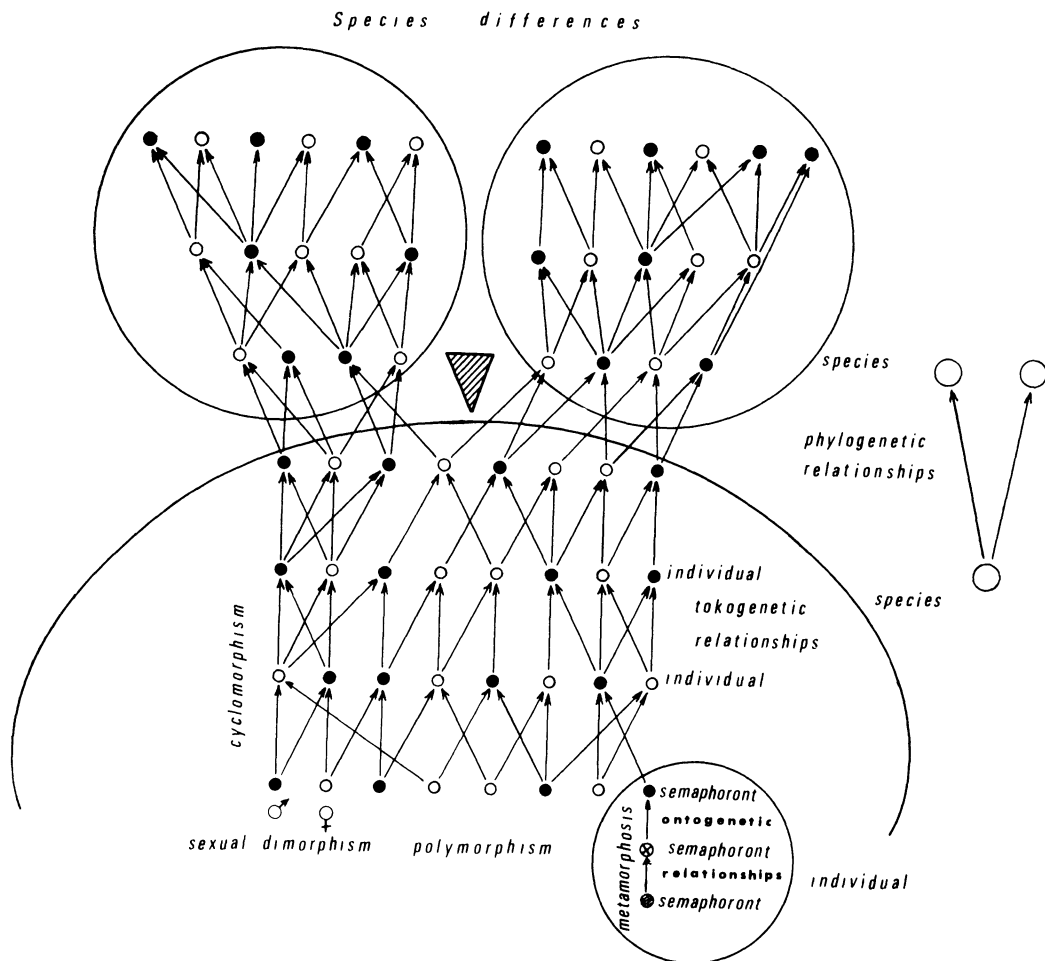 Species differences
species
phylogenetic
relationships
individual
species
tokogenetic
relationships
individual
cyclomorphism
semaphoront
ontogenetic
sexual dimorphism
polymorphism
metamorphosis
semaphoront
relationships
individual
semaphoront